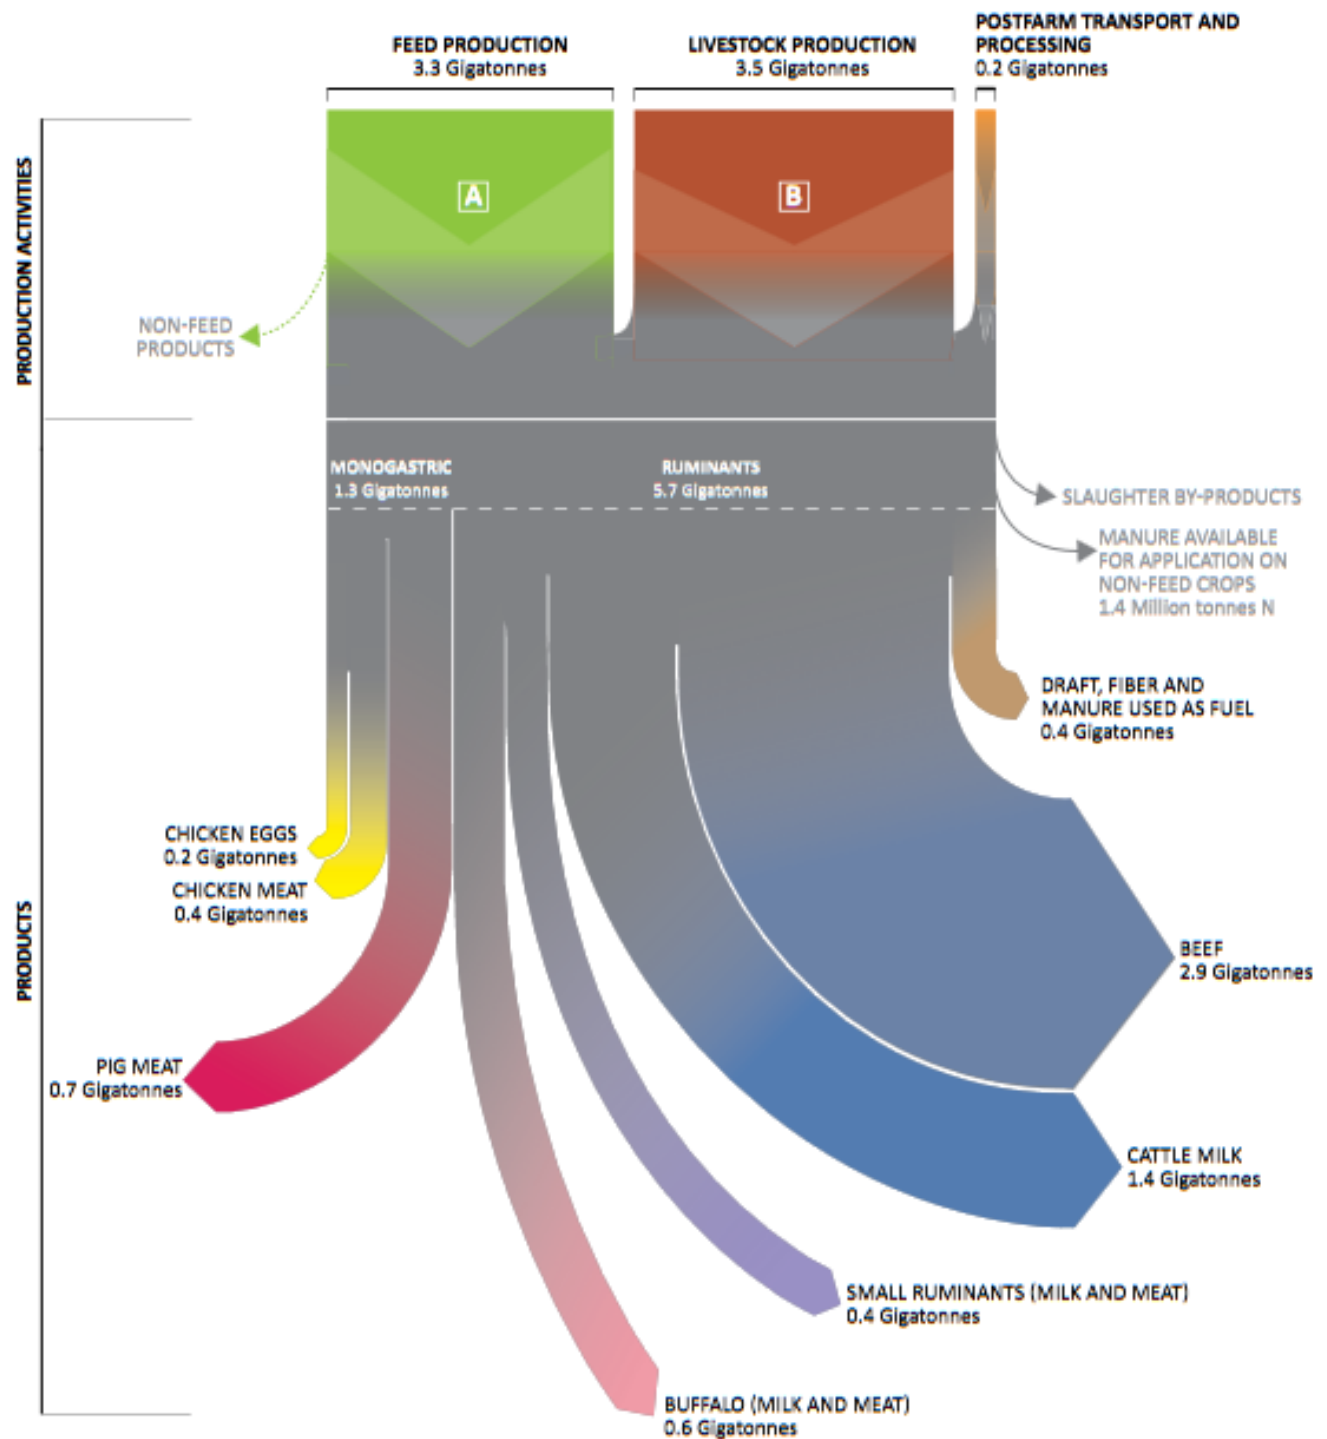 FEED PRODUCTION
3.3 Gigatonnes
LIVESTOCK PRODUCTION
3.5 Gigatonnes
POSTFARM TRANSPORT AND
PROCESSING
0.2 Gigatonnes
PRODUCTION ACTIVITIES
A
B
NON-FEED
PRODUCTS
MONOGASTRIC
1.3 Gigatonnes
RUMINANTS
5.7 Gigatonnes
SLAUGHTER BY-PRODUCTS
MANURE AVAILABLE
FOR APPLICATION ON
NON-FEED CROPS
1.4 Million tonnes N
DRAFT, FIBER AND
MANURE USED AS FUEL
0.4 Gigatonnes
PRODUCTS
CHICKEN EGGS
0.2 Gigatonnes
CHICKEN MEAT
0.4 Gigatonnes
BEEF
2.9 Gigatonnes
PIG MEAT
0.7 Gigatonnes
CATTLE MILK
1.4 Gigatonnes
SMALL RUMINANTS (MILK AND MEAT)
0.4 Gigatonnes
BUFFALO (MILK AND MEAT)
0.6 Gigatonnes